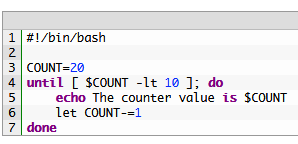 1 #!/bin/bash
2
3 COUNT=20
4 until [ $COUNT -lt 10 ]; do
5     echo The counter value is $COUNT
6     let COUNT-=1
7 done